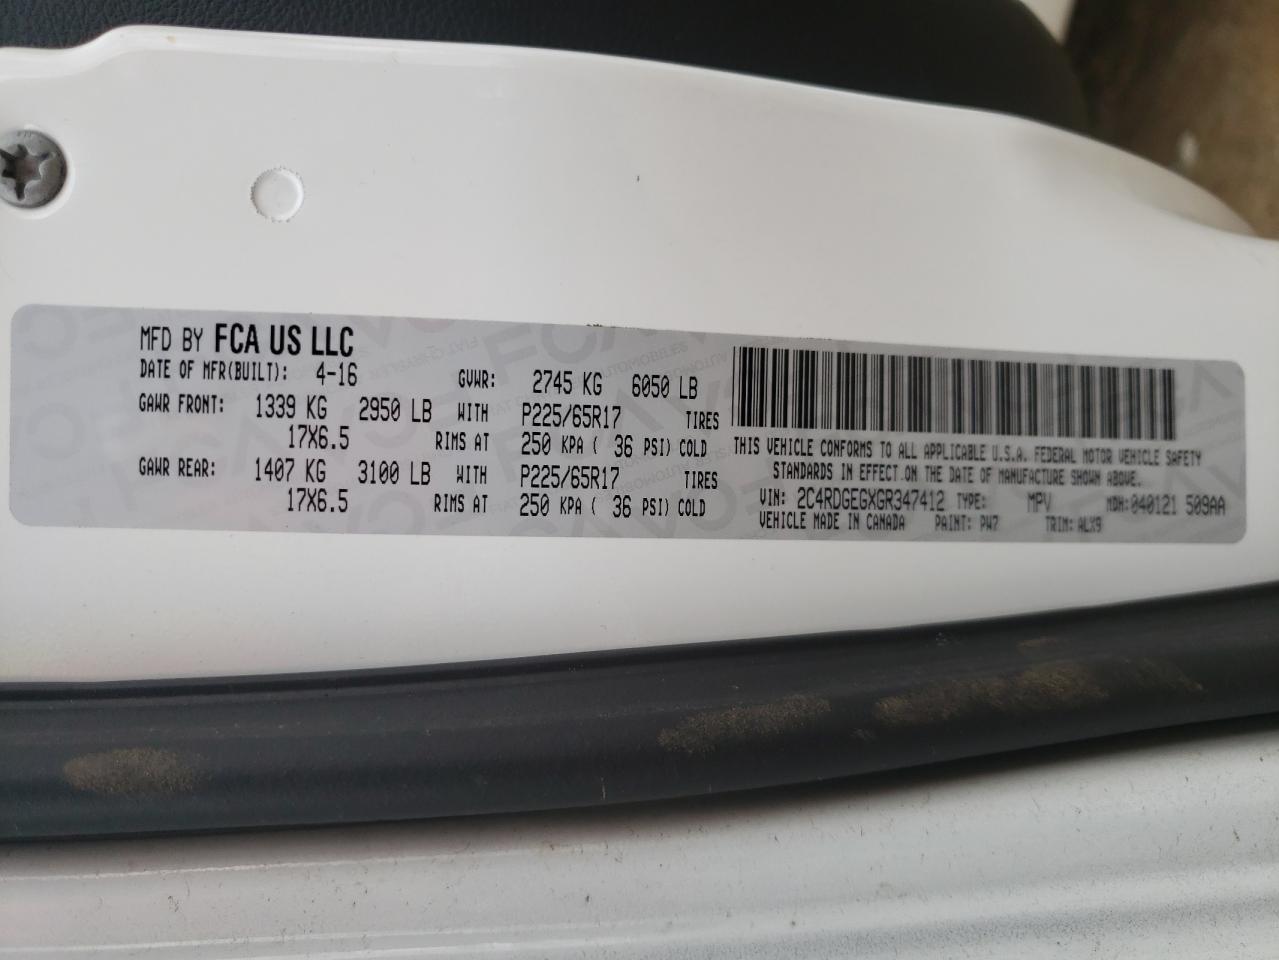 MFD BY FCA US LLC
DATE OF MFR(BUILT): 4-16 GVWR: 2745 KG 6050 LB
GAWR FRONT: 1339 KG 2950 LB WITH P225/65R17 TIRES
17X6.5 RIMS AT 250 KPA ( 36 PSI) COLD
GAWR REAR: 1407 KG 3100 LB WITH P225/65R17 TIRES
17X6.5 RIMS AT 250 KPA ( 36 PSI) COLD
THIS VEHICLE CONFORMS TO ALL APPLICABLE U.S.A. FEDERAL MOTOR VEHICLE SAFETY
STANDARDS IN EFFECT ON THE DATE OF MANUFACTURE SHOWN ABOVE.
VIN: 2C4RDGEGXGR347412 TYPE: MPV MDH: 040121 509AA
VEHICLE MADE IN CANADA PAINT: PW7 TRIM: ALX9